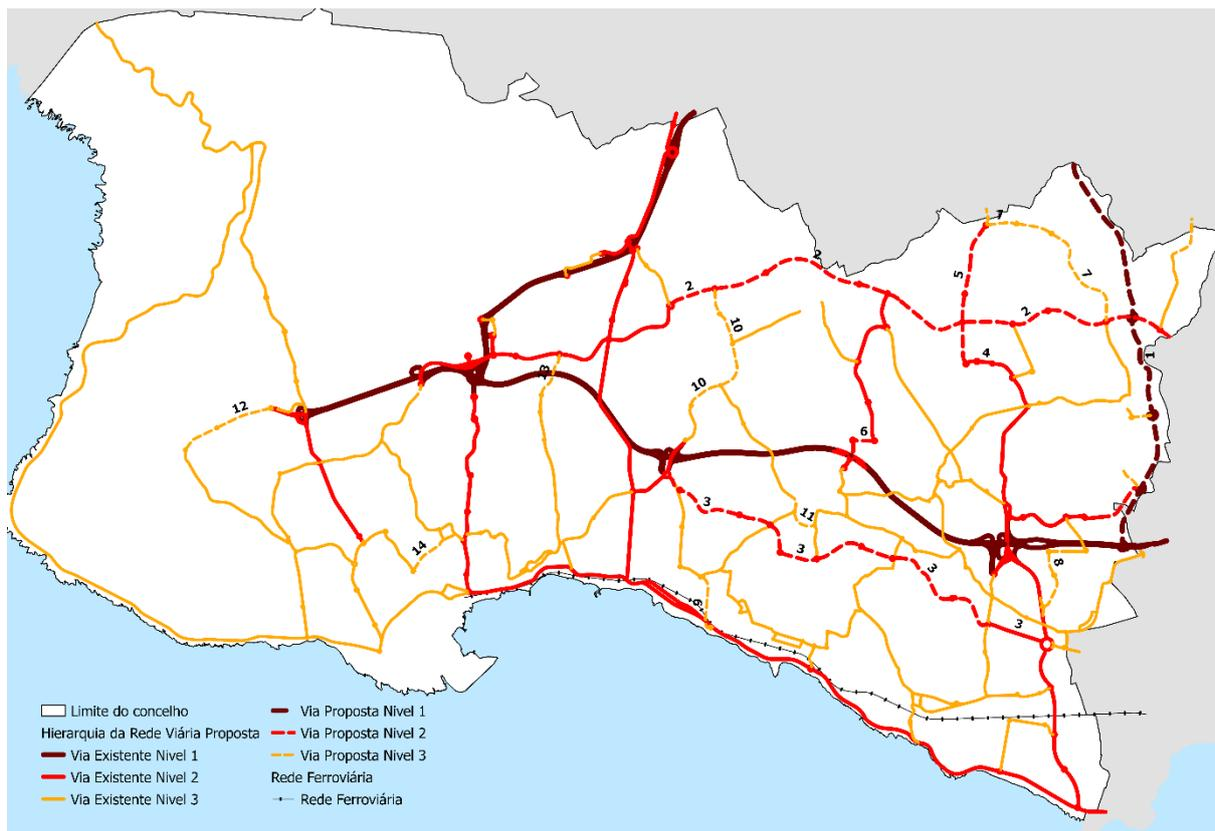 7
2
5
7
2
10
2
4
1
13
10
12
6
3
11
14
3
3
8
9
3
Limite do concelho
Hierarquia da Rede Viária Proposta
Via Existente Nivel 1
Via Existente Nivel 2
Via Existente Nivel 3
Via Proposta Nivel 1
Via Proposta Nivel 2
Via Proposta Nivel 3
Rede Ferroviária
Rede Ferroviária